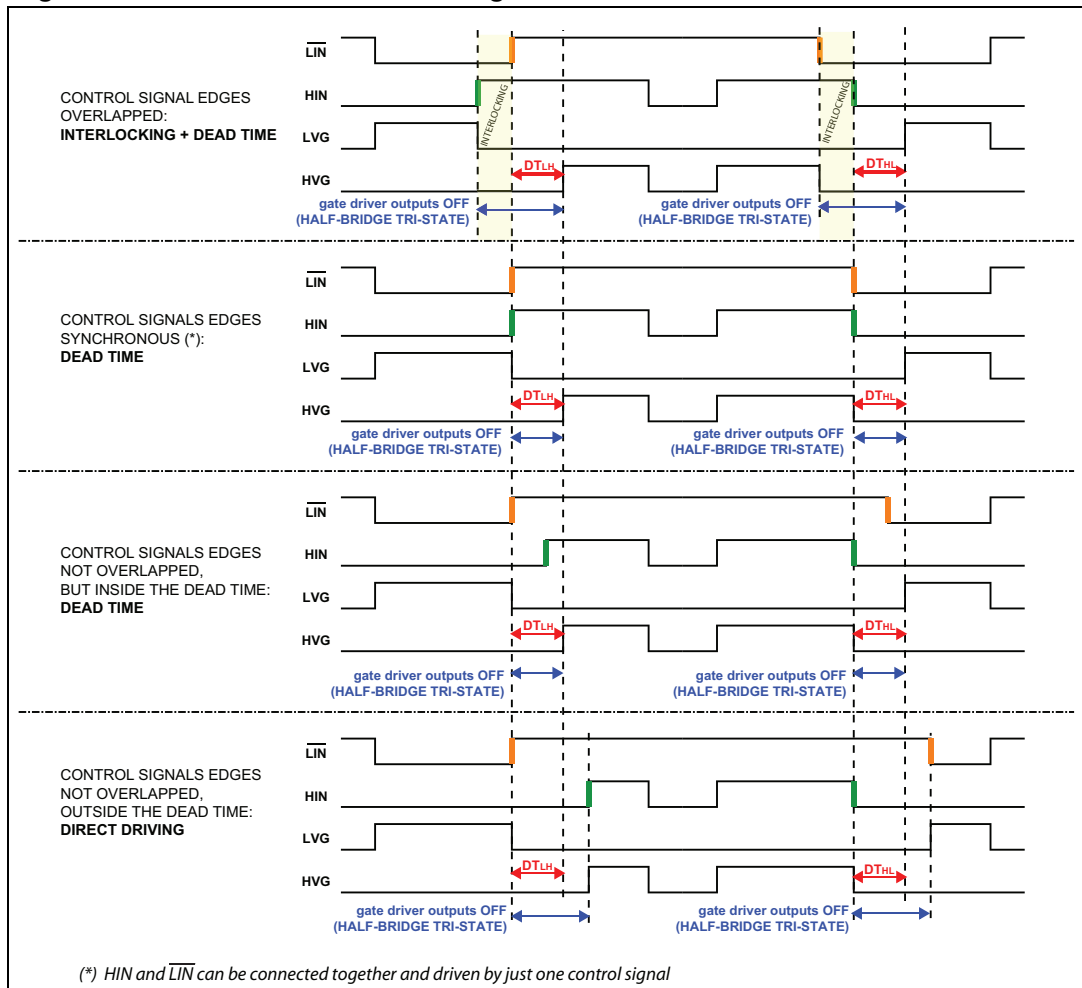 LIN
HIN
CONTROL SIGNAL EDGES
OVERLAPPED:
INTERLOCKING + DEAD TIME
LVG
HVG
INTERLOCKING
INTERLOCKING
DTLH
DTHL
gate driver outputs OFF
(HALF-BRIDGE TRI-STATE)
gate driver outputs OFF
(HALF-BRIDGE TRI-STATE)
LIN
HIN
CONTROL SIGNALS EDGES
SYNCHRONOUS (*):
DEAD TIME
LVG
HVG
DTLH
DTHL
gate driver outputs OFF
(HALF-BRIDGE TRI-STATE)
gate driver outputs OFF
(HALF-BRIDGE TRI-STATE)
LIN
HIN
CONTROL SIGNALS EDGES
NOT OVERLAPPED,
BUT INSIDE THE DEAD TIME:
DEAD TIME
LVG
HVG
DTLH
DTHL
gate driver outputs OFF
(HALF-BRIDGE TRI-STATE)
gate driver outputs OFF
(HALF-BRIDGE TRI-STATE)
LIN
HIN
CONTROL SIGNALS EDGES
NOT OVERLAPPED,
OUTSIDE THE DEAD TIME:
DIRECT DRIVING
LVG
HVG
DTLH
DTHL
gate driver outputs OFF
(HALF-BRIDGE TRI-STATE)
gate driver outputs OFF
(HALF-BRIDGE TRI-STATE)
(*) HIN and LIN can be connected together and driven by just one control signal